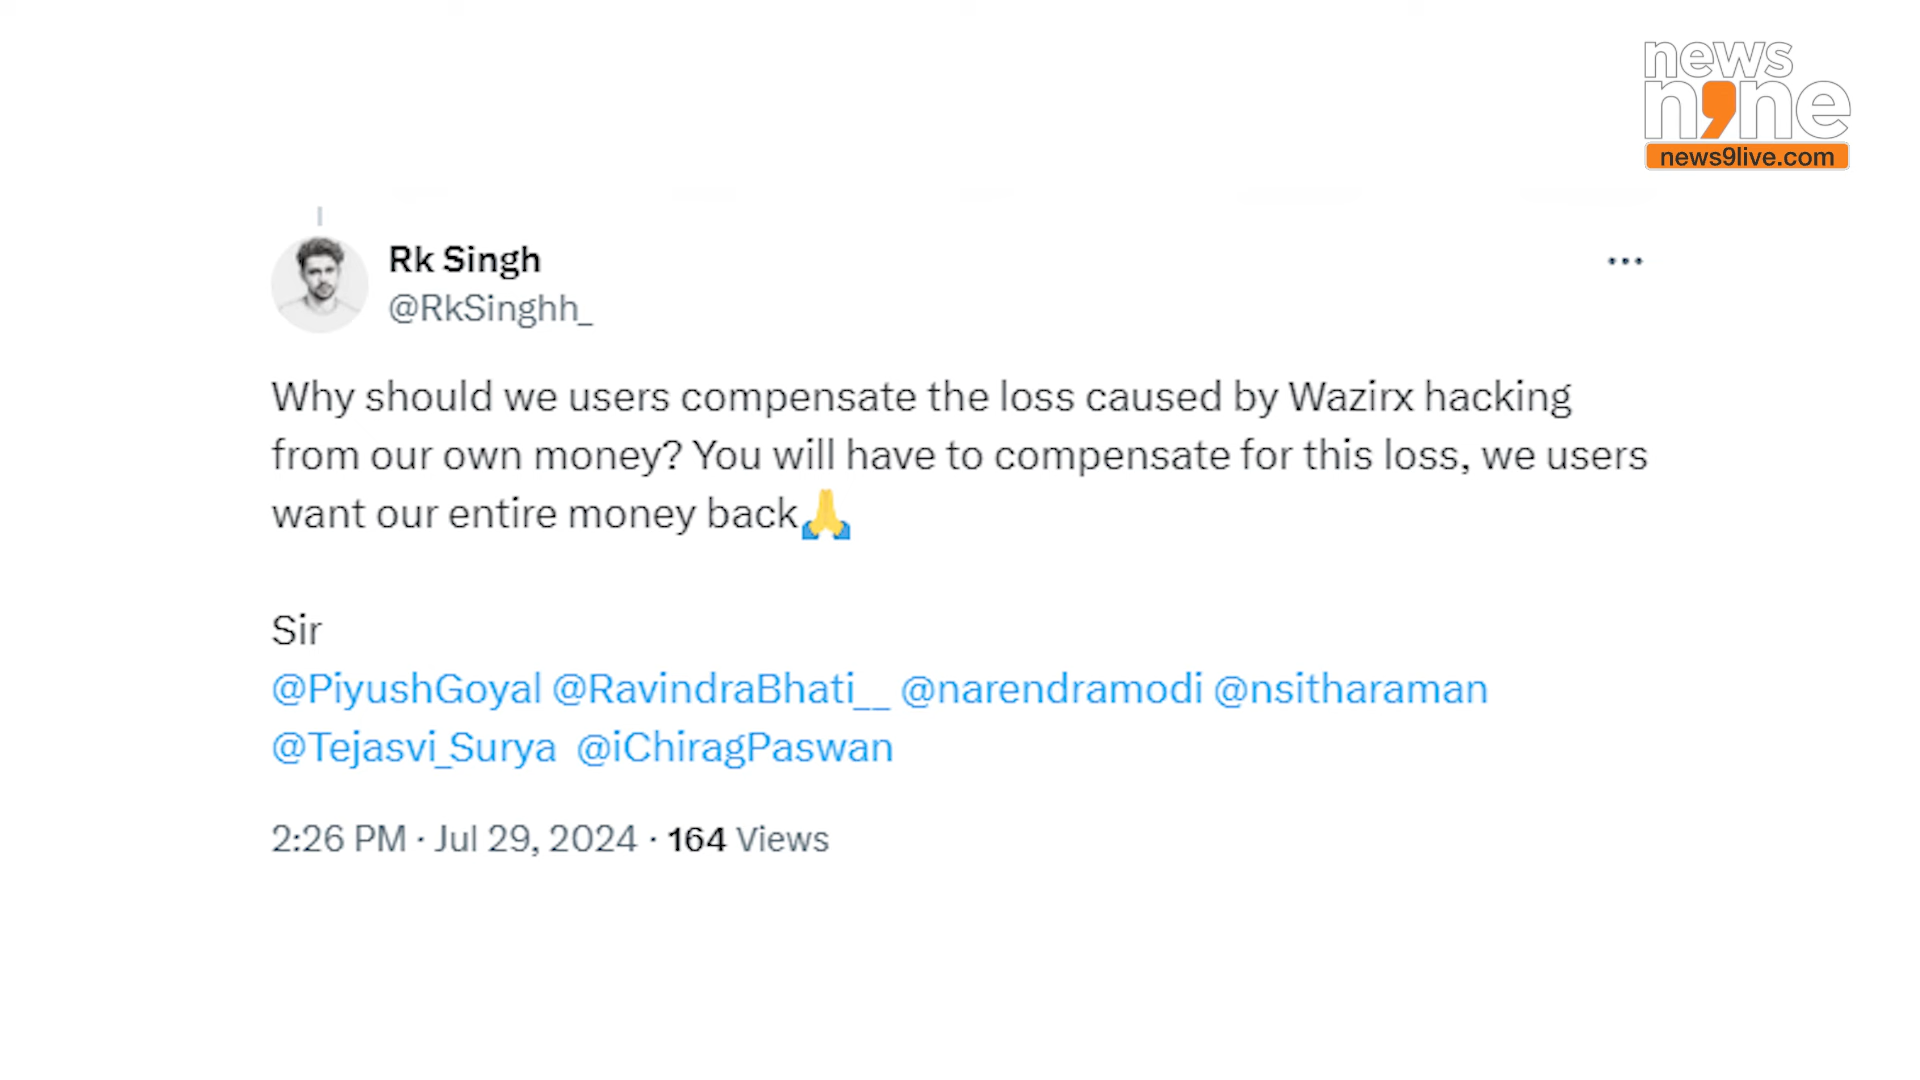 news
n9ne
news9live.com
Rk Singh
@RkSinghh_
Why should we users compensate the loss caused by Wazirx hacking
from our own money? You will have to compensate for this loss, we users
want our entire money back🙏
Sir
@PiyushGoyal @RavindraBhati__ @narendramodi @nsitharaman
@Tejasvi_Surya @iChiragPaswan
2:26 PM · Jul 29, 2024 · 164 Views